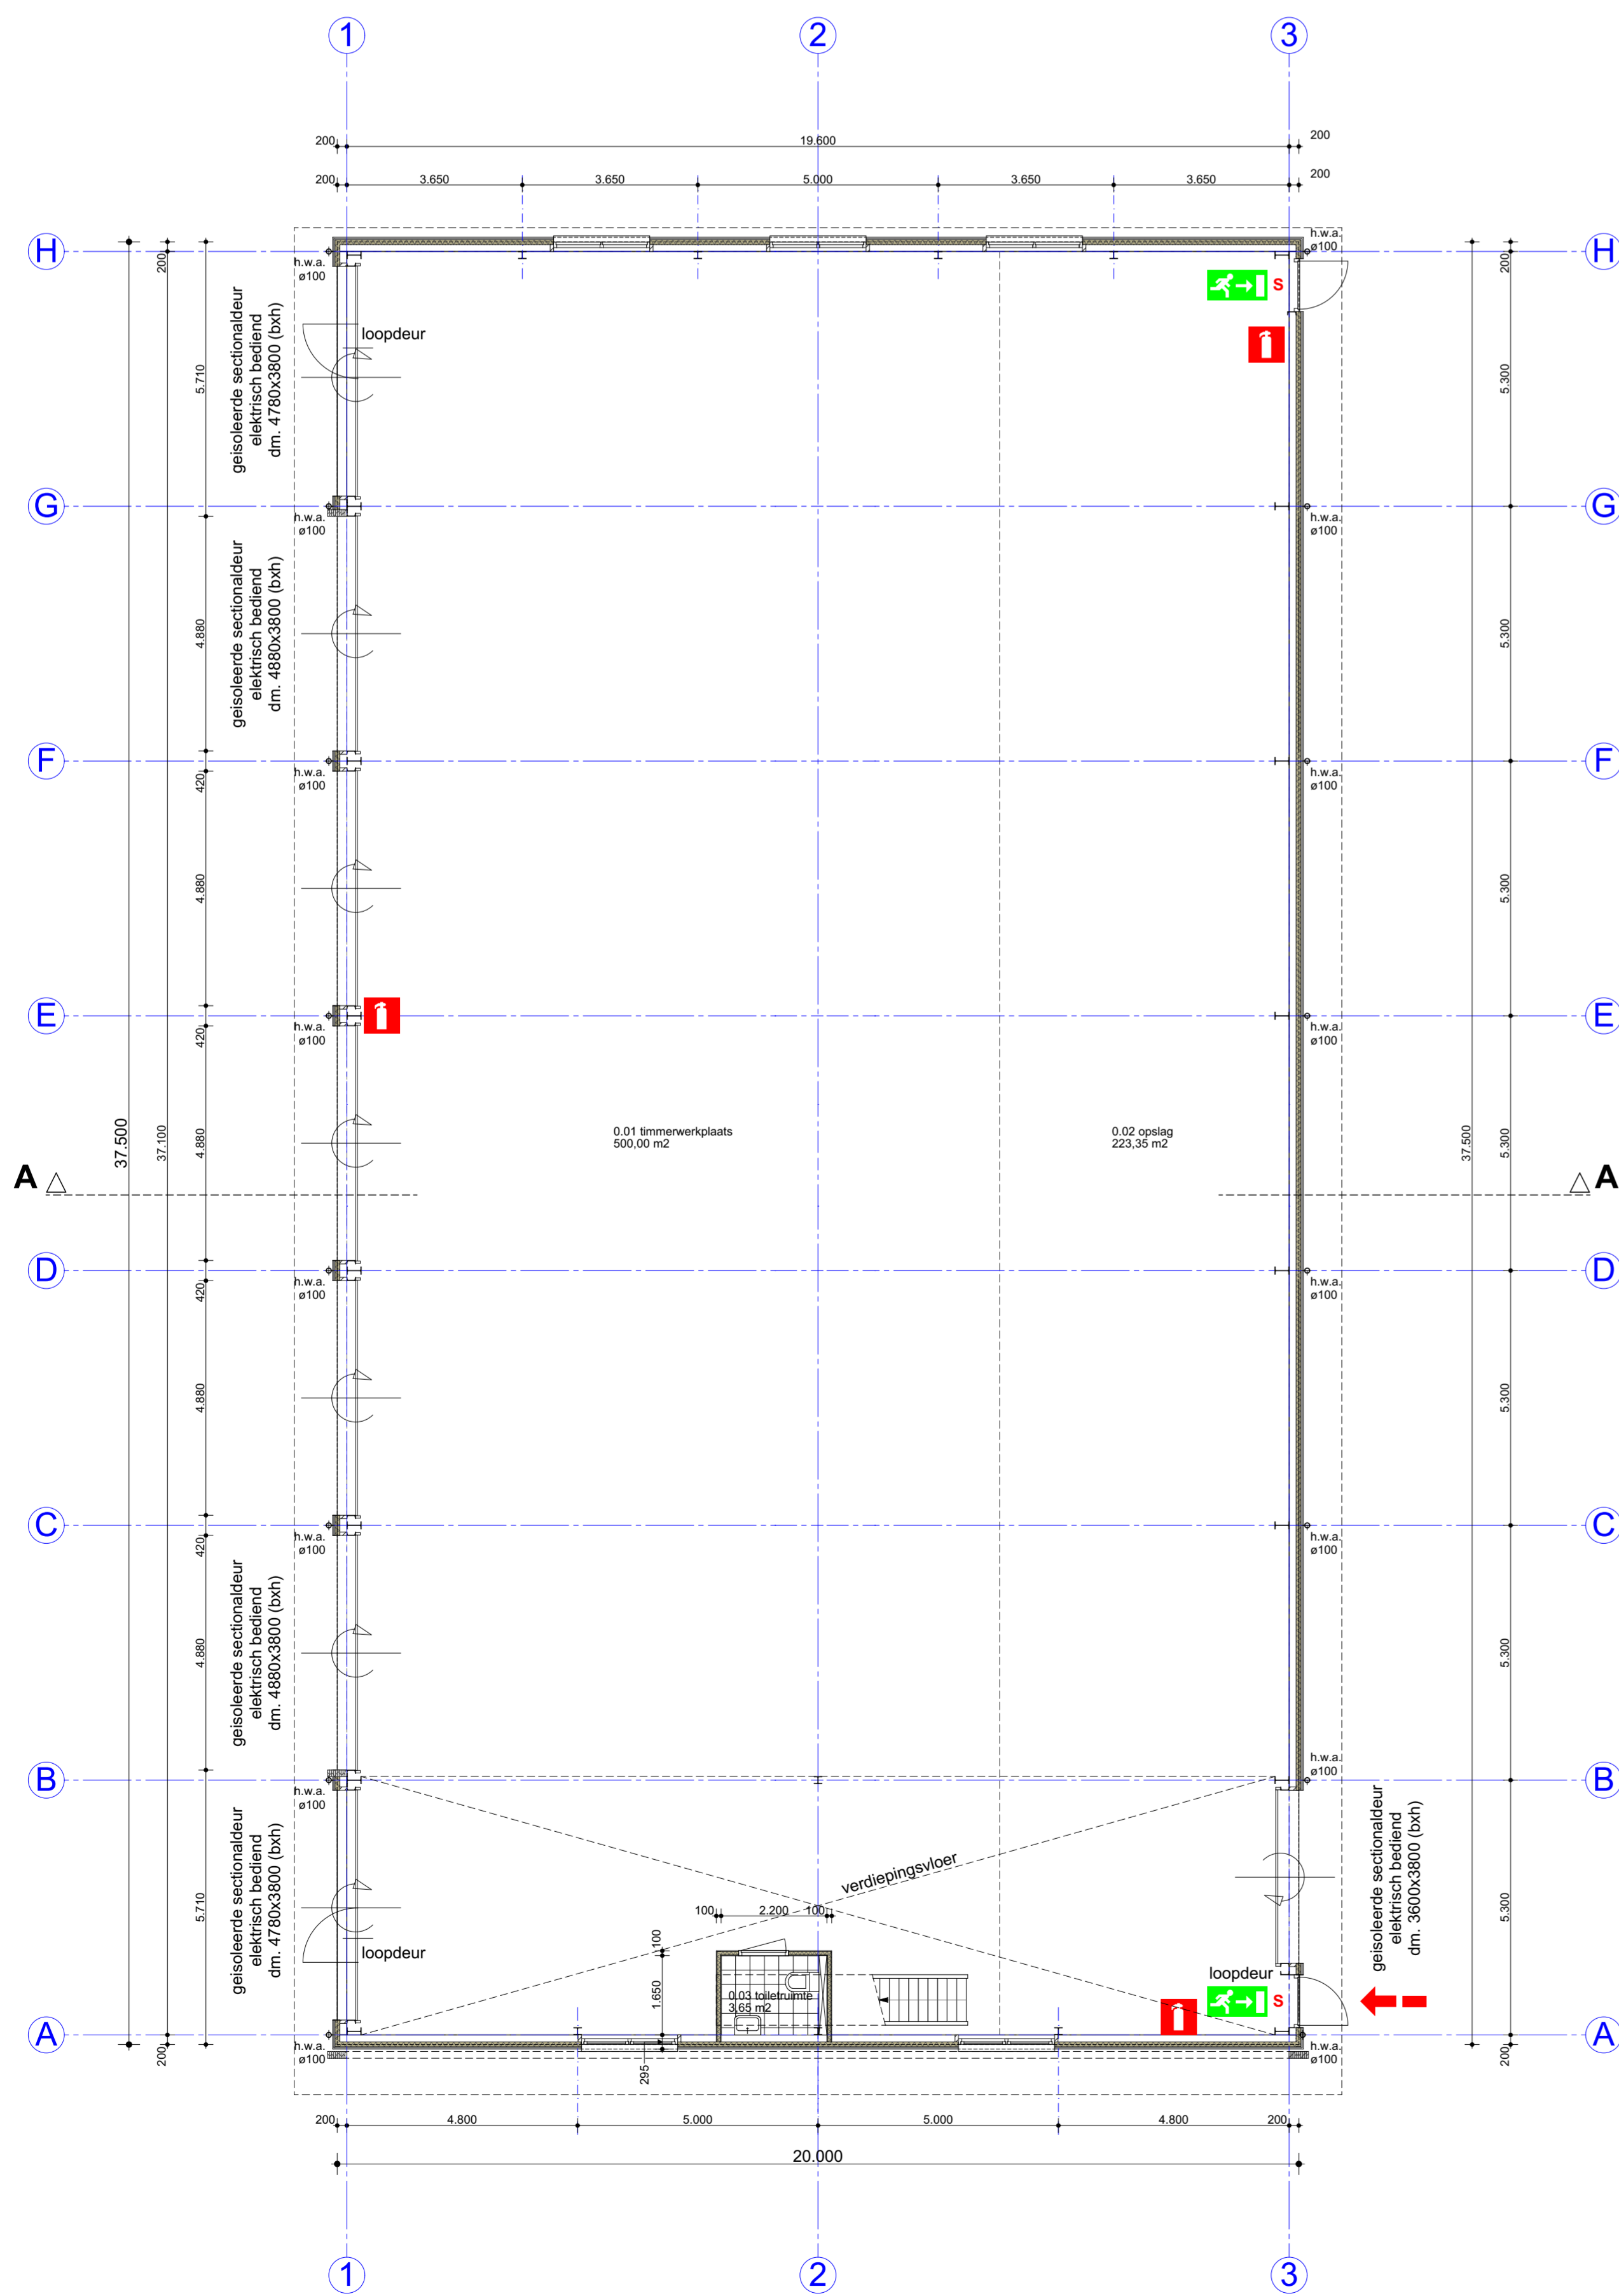 1
2
3
200
19.600
200
200
3.650
3.650
5.000
3.650
3.650
200
H
H
200
h.w.a.
ø100
h.w.a.
ø100
200
S
geisoleerde sectionaldeur
elektrisch bediend
dm. 4780x3800 (bxh)
loopdeur
5.710
5.300
G
G
h.w.a.
ø100
h.w.a.
ø100
geisoleerde sectionaldeur
elektrisch bediend
dm. 4880x3800 (bxh)
4.880
5.300
F
F
420
h.w.a.
ø100
h.w.a.
ø100
4.880
5.300
E
E
420
h.w.a.
ø100
h.w.a.
ø100
37.500
37.100
4.880
0.01 timmerwerkplaats
500,00 m2
0.02 opslag
223,35 m2
37.500
5.300
A
A
D
D
420
h.w.a.
ø100
h.w.a.
ø100
4.880
5.300
C
C
420
h.w.a.
ø100
h.w.a.
ø100
geisoleerde sectionaldeur
elektrisch bediend
dm. 4880x3800 (bxh)
4.880
5.300
B
B
h.w.a.
ø100
h.w.a.
ø100
geisoleerde sectionaldeur
elektrisch bediend
dm. 4780x3800 (bxh)
5.710
loopdeur
verdiepingsvloer
100
2.200
100
100
1.650
0.03 toiletruimte
3,65 m2
295
loopdeur
S
geisoleerde sectionaldeur
elektrisch bediend
dm. 3600x3800 (bxh)
5.300
A
A
200
h.w.a.
ø100
h.w.a.
ø100
200
200
4.800
5.000
5.000
4.800
200
20.000
1
2
3